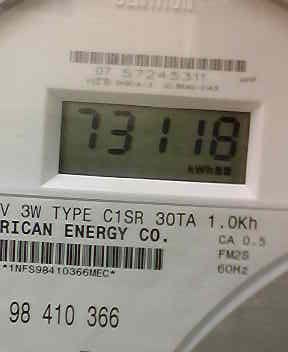 07 57245311
73118
kWh
V 3W TYPE C1SR 30TA 1.0Kh
RICAN ENERGY CO.
CA 0.5
FM2S
60Hz
*1NFS98410366MEC*
98 410 366